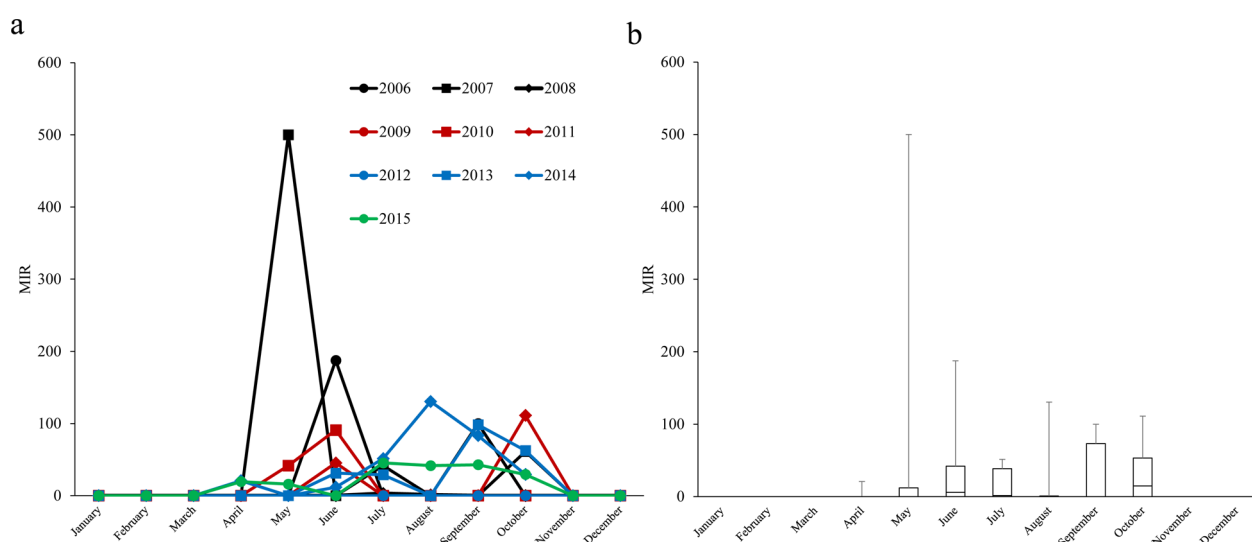 a
600
500
400
300
200
100
0
MIR
2006 2007 2008
2009 2010 2011
2012 2013 2014
2015
January February March April May June July August September October November December
b
600
500
400
300
200
100
0
MIR
January February March April May June July August September October November December